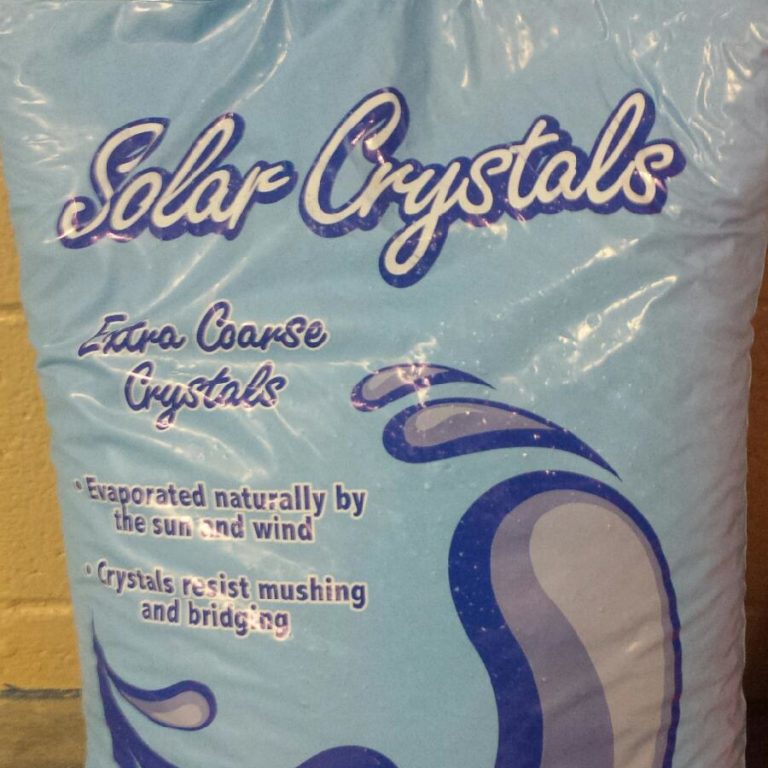 Solar Crystals
Extra Coarse
Crystals
• Evaporated naturally by
the sun and wind
• Crystals resist mushing
and bridging